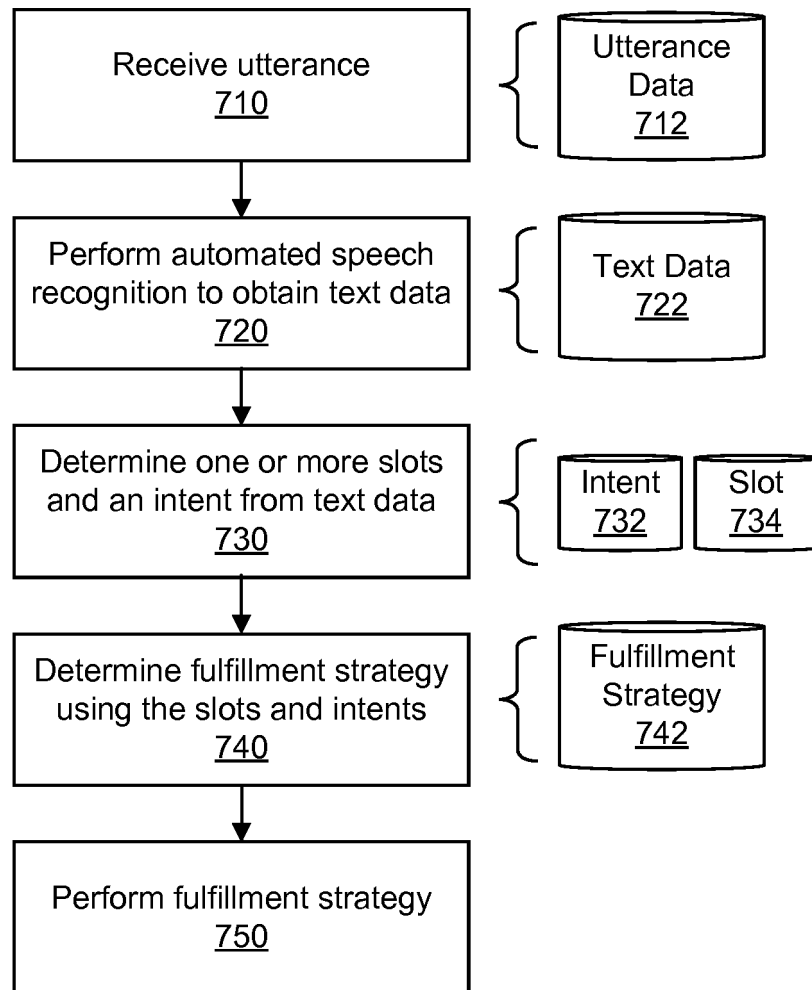 Receive utterance
710
Utterance
Data
712
Perform automated speech
recognition to obtain text data
720
Text Data
722
Determine one or more slots
and an intent from text data
730
Intent
732
Slot
734
Determine fulfillment strategy
using the slots and intents
740
Fulfillment
Strategy
742
Perform fulfillment strategy
750